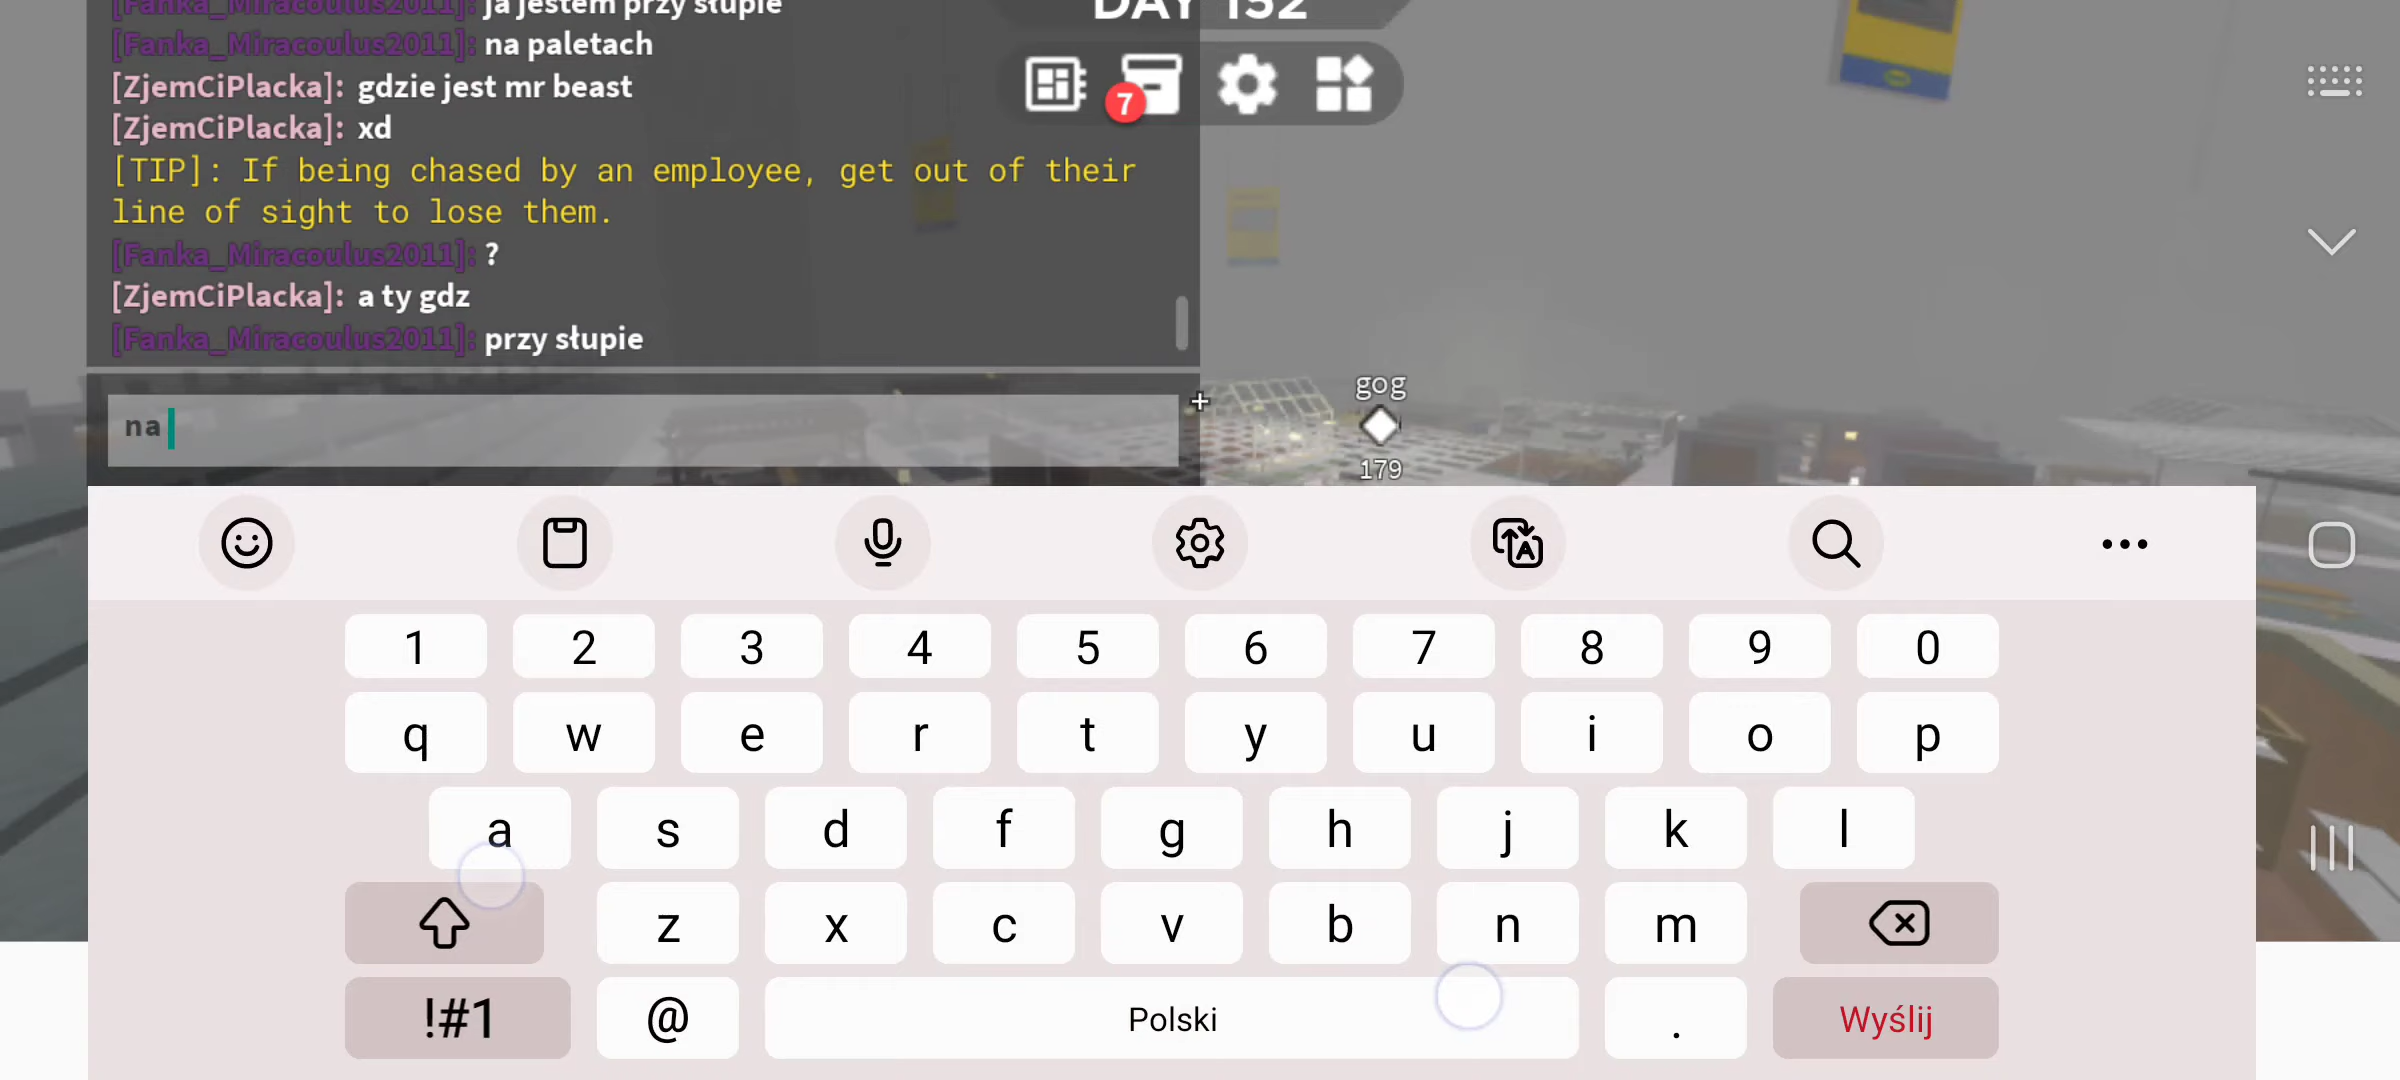 [Fanka_Miracoulus2011]: ja jestem przy słupie
DAY 152
[Fanka_Miracoulus2011]: na paletach
[ZjemCiPlacka]: gdzie jest mr beast
7
[ZjemCiPlacka]: xd
[TIP]: If being chased by an employee, get out of their
line of sight to lose them.
[Fanka_Miracoulus2011]: ?
[ZjemCiPlacka]: a ty gdz
[Fanka_Miracoulus2011]: przy słupie
gog
na
179
1 2 3 4 5 6 7 8 9 0
q w e r t y u i o p
a s d f g h j k l
z x c v b n m
!#1 @ Polski . Wyślij